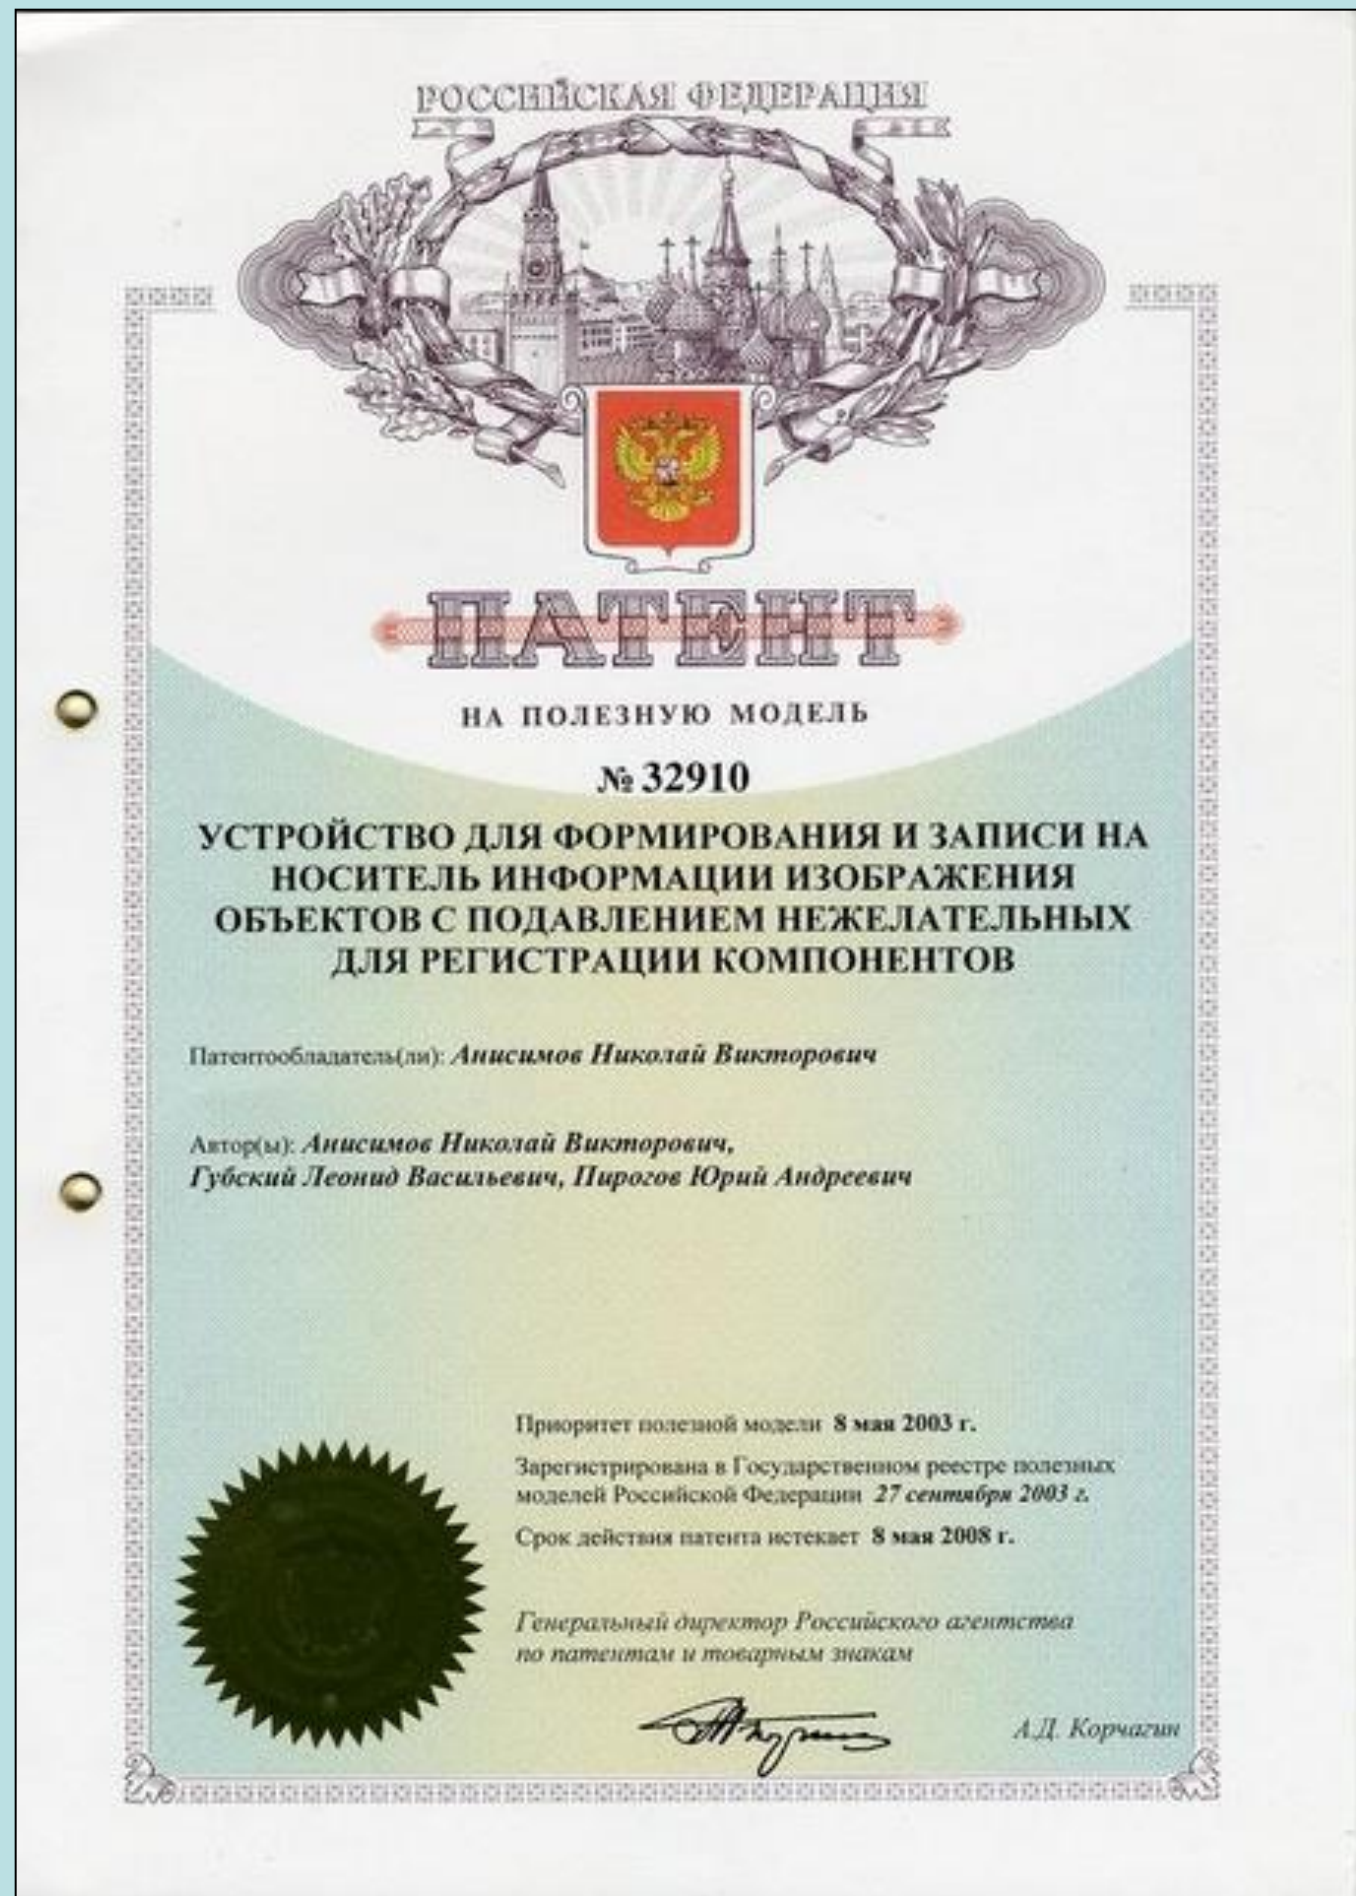 РОССИЙСКАЯ ФЕДЕРАЦИЯ
ПАТЕНТ
НА ПОЛЕЗНУЮ МОДЕЛЬ
№ 32910
УСТРОЙСТВО ДЛЯ ФОРМИРОВАНИЯ И ЗАПИСИ НА
НОСИТЕЛЬ ИНФОРМАЦИИ ИЗОБРАЖЕНИЯ
ОБЪЕКТОВ С ПОДАВЛЕНИЕМ НЕЖЕЛАТЕЛЬНЫХ
ДЛЯ РЕГИСТРАЦИИ КОМПОНЕНТОВ
Патентообладатель(ли): Анисимов Николай Викторович
Автор(ы): Анисимов Николай Викторович,
Губский Леонид Васильевич, Пирогов Юрий Андреевич
Приоритет полезной модели 8 мая 2003 г.
Зарегистрирована в Государственном реестре полезных
моделей Российской Федерации 27 сентября 2003 г.
Срок действия патента истекает 8 мая 2008 г.
Генеральный директор Российского агентства
по патентам и товарным знакам
А.Д. Корчагин